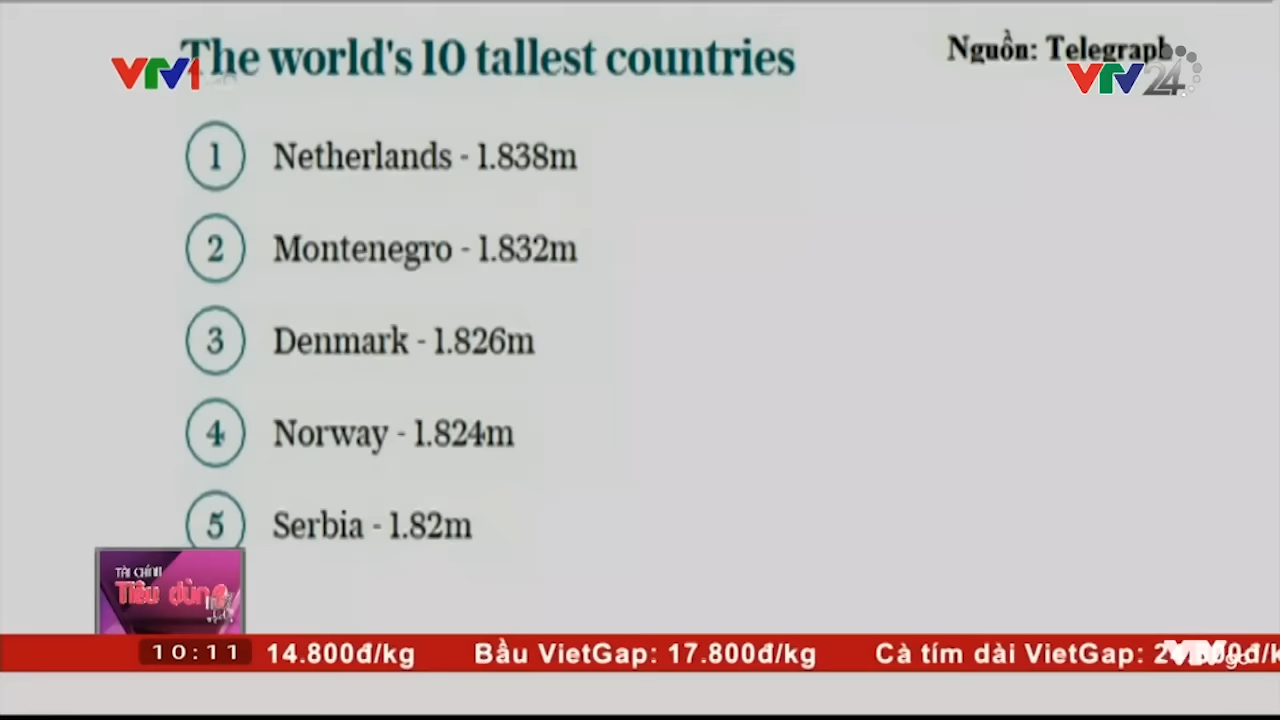 The world's 10 tallest countries
Nguồn: Telegraph
VTV1
VTV24
1 Netherlands - 1.838m
2 Montenegro - 1.832m
3 Denmark - 1.826m
4 Norway - 1.824m
5 Serbia - 1.82m
TÀI CHÍNH
Tiêu dùng
10:11 14.800đ/kg Bầu VietGap: 17.800đ/kg Cà tím dài VietGap:
VTV go